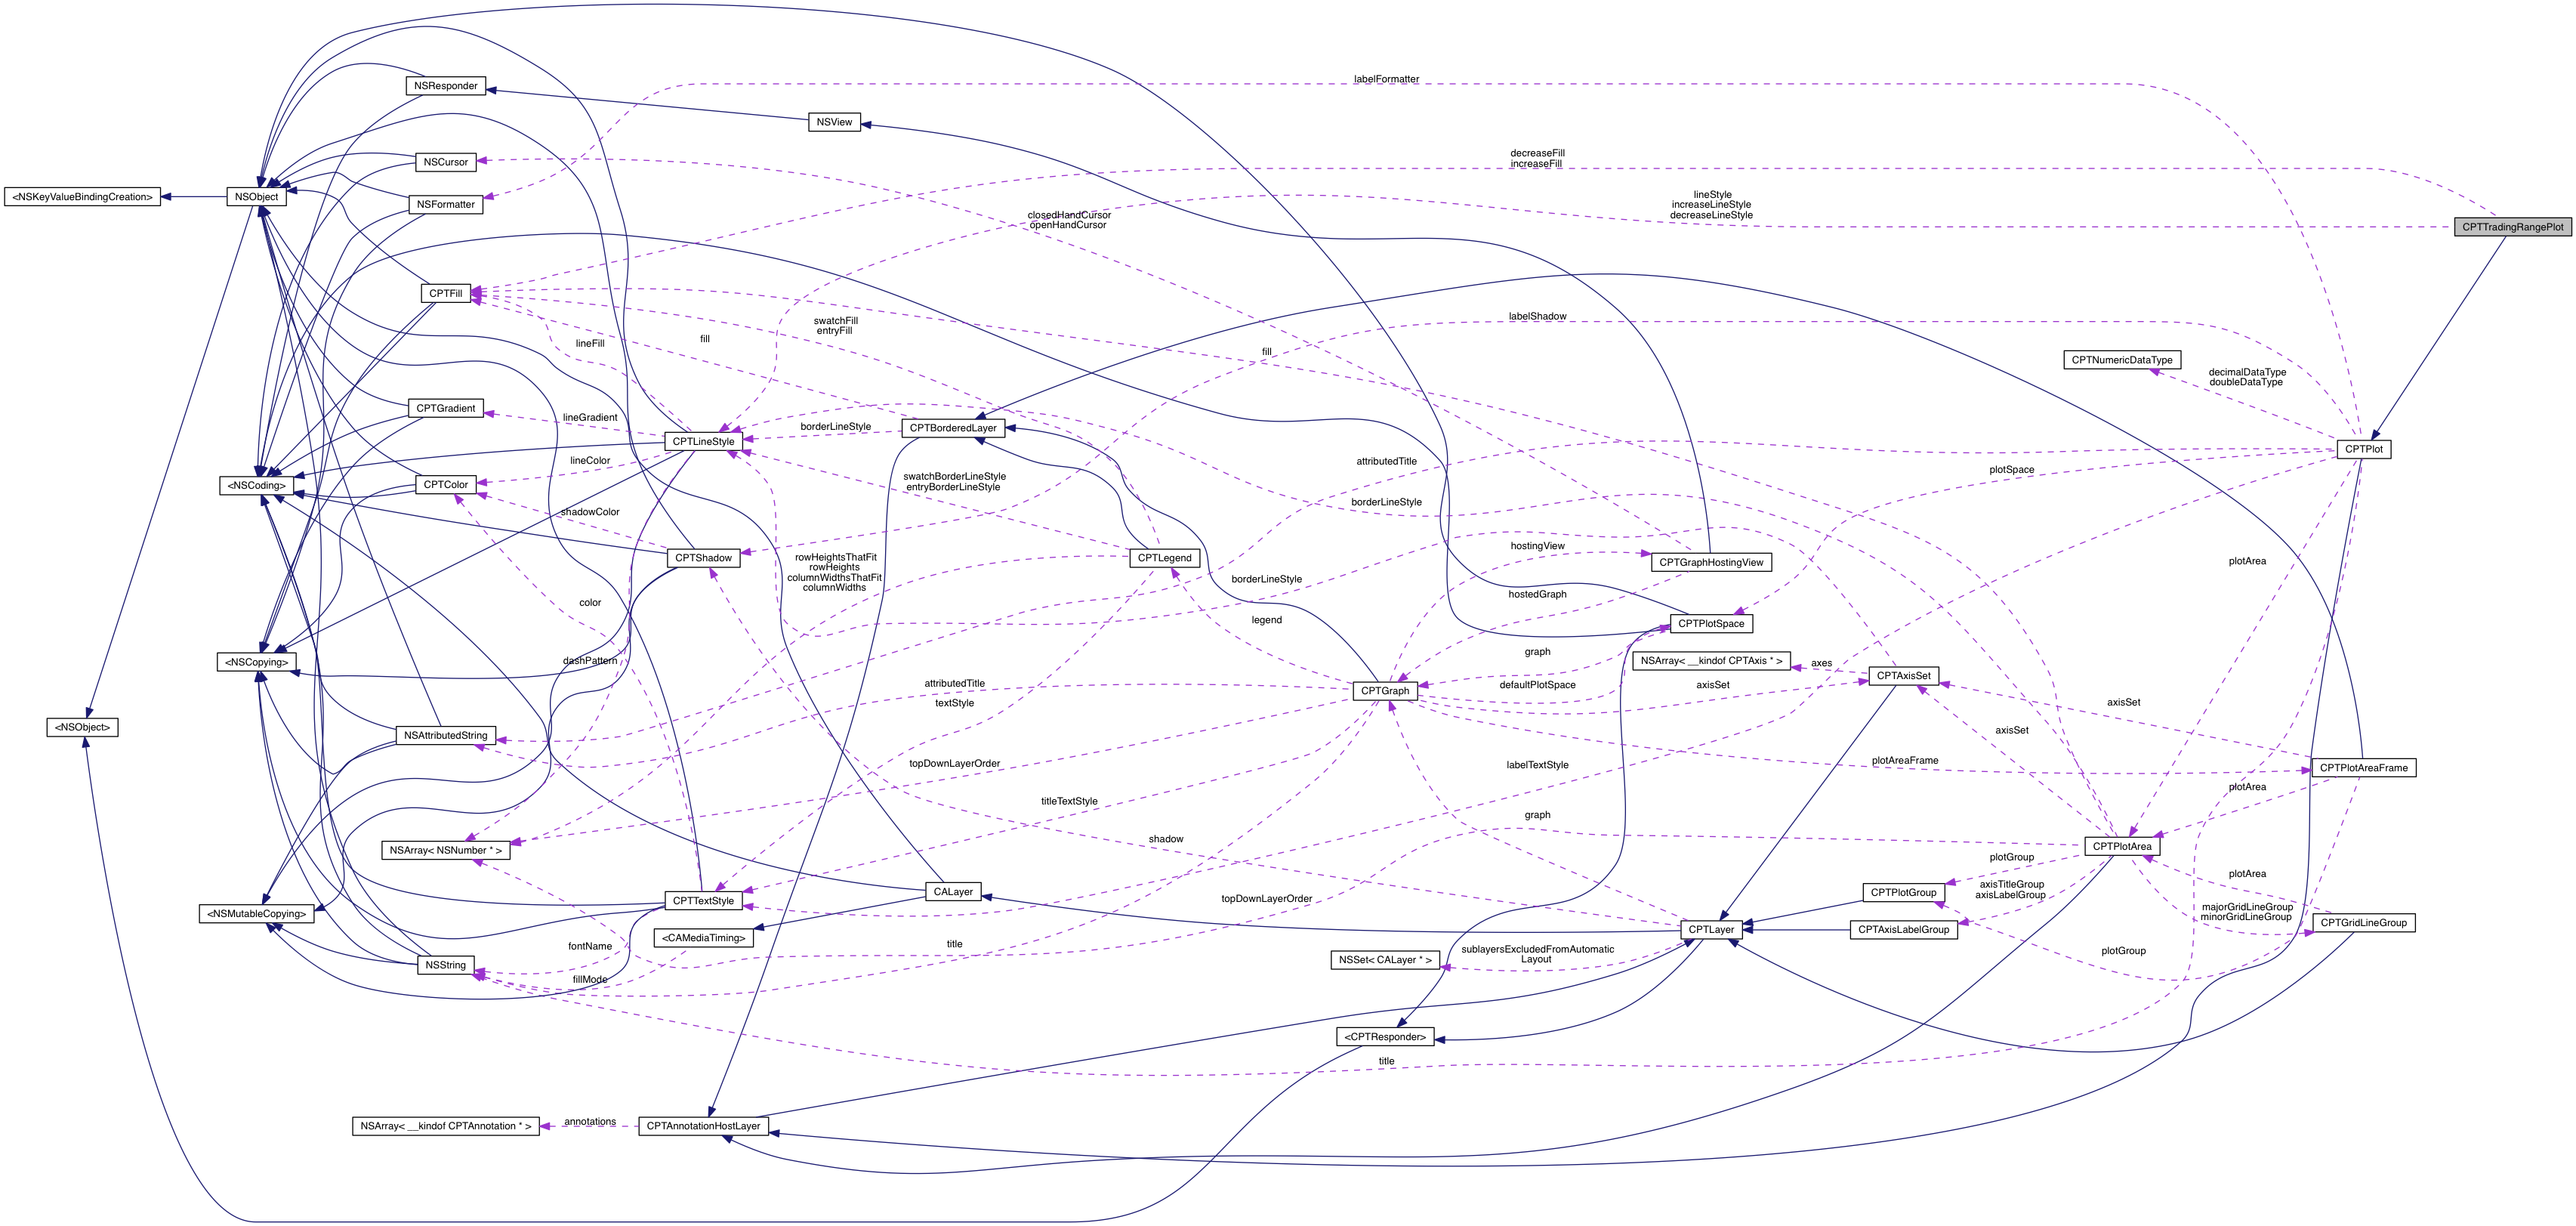 labelFormatter
NSResponder
NSView
decreaseFill
increaseFill
NSCursor
<NSKeyValueBindingCreation>
NSObject
NSFormatter
lineStyle
increaseLineStyle
decreaseLineStyle
closedHandCursor
openHandCursor
CPTTradingRangePlot
CPTFill
swatchFill
entryFill
labelShadow
lineFill
fill
fill
CPTNumericDataType
decimalDataType
doubleDataType
CPTGradient
lineGradient
borderLineStyle
CPTBorderedLayer
CPTLineStyle
CPTPlot
lineColor
attributedTitle
plotSpace
<NSCoding>
CPTColor
swatchBorderLineStyle
entryBorderLineStyle
borderLineStyle
shadowColor
hostingView
CPTShadow
rowHeightsThatFit
rowHeights
columnWidthsThatFit
columnWidths
CPTLegend
CPTGraphHostingView
plotArea
borderLineStyle
color
hostedGraph
legend
CPTPlotSpace
graph
<NSCopying>
dashPattern
NSArray< __kindof CPTAxis * >
axes
CPTAxisSet
attributedTitle
textStyle
CPTGraph
defaultPlotSpace
axisSet
axisSet
<NSObject>
NSAttributedString
axisSet
topDownLayerOrder
labelTextStyle
plotAreaFrame
CPTPlotAreaFrame
plotArea
titleTextStyle
graph
NSArray< NSNumber * >
shadow
CPTPlotArea
plotGroup
plotArea
CALayer
CPTPlotGroup
axisTitleGroup
axisLabelGroup
CPTTextStyle
topDownLayerOrder
<NSMutableCopying>
majorGridLineGroup
minorGridLineGroup
CPTGridLineGroup
<CAMediaTiming>
CPTLayer
CPTAxisLabelGroup
fontName
title
sublayersExcludedFromAutomatic
Layout
NSSet< CALayer * >
plotGroup
NSString
fillMode
<CPTResponder>
title
NSArray< __kindof CPTAnnotation * >
annotations
CPTAnnotationHostLayer